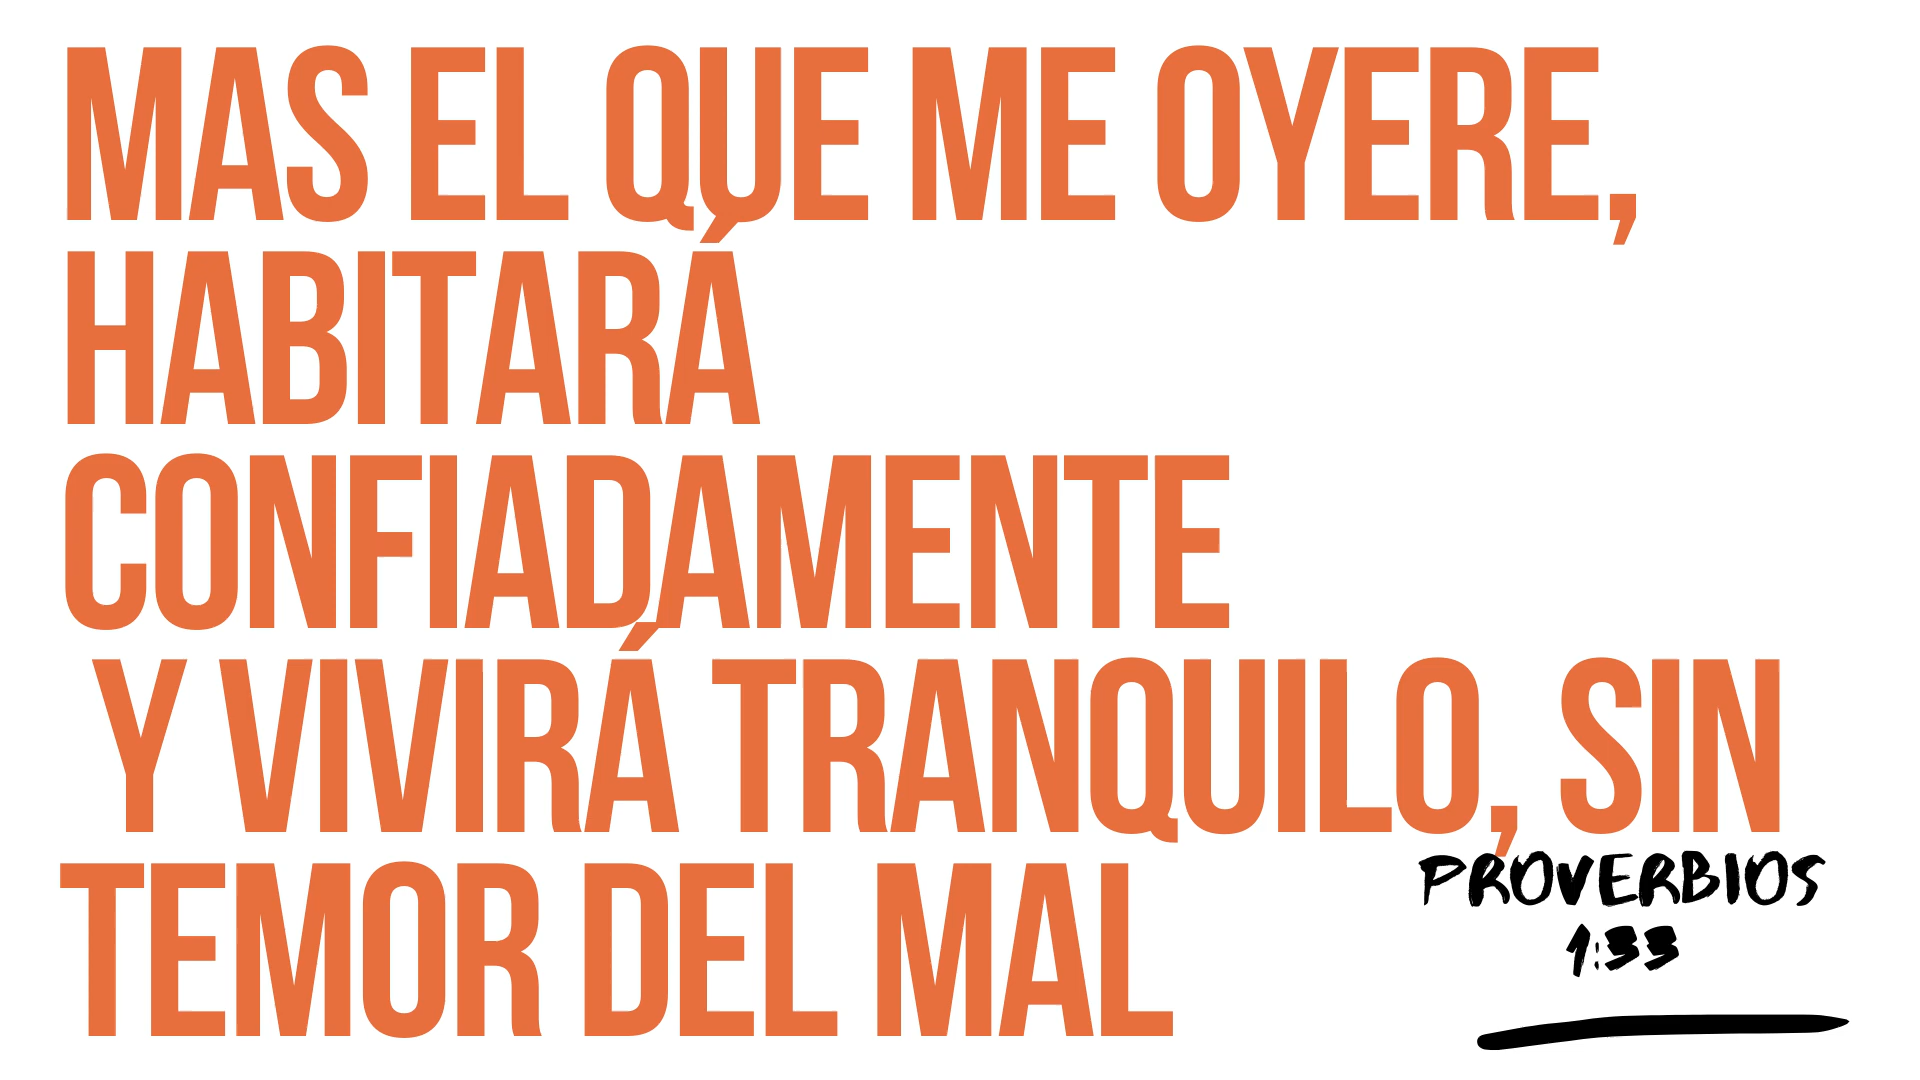 MAS EL QUE ME OYERE,
HABITARÁ
CONFIADAMENTE
Y VIVIRÁ TRANQUILO, SIN
TEMOR DEL MAL
PROVERBIOS
1:33